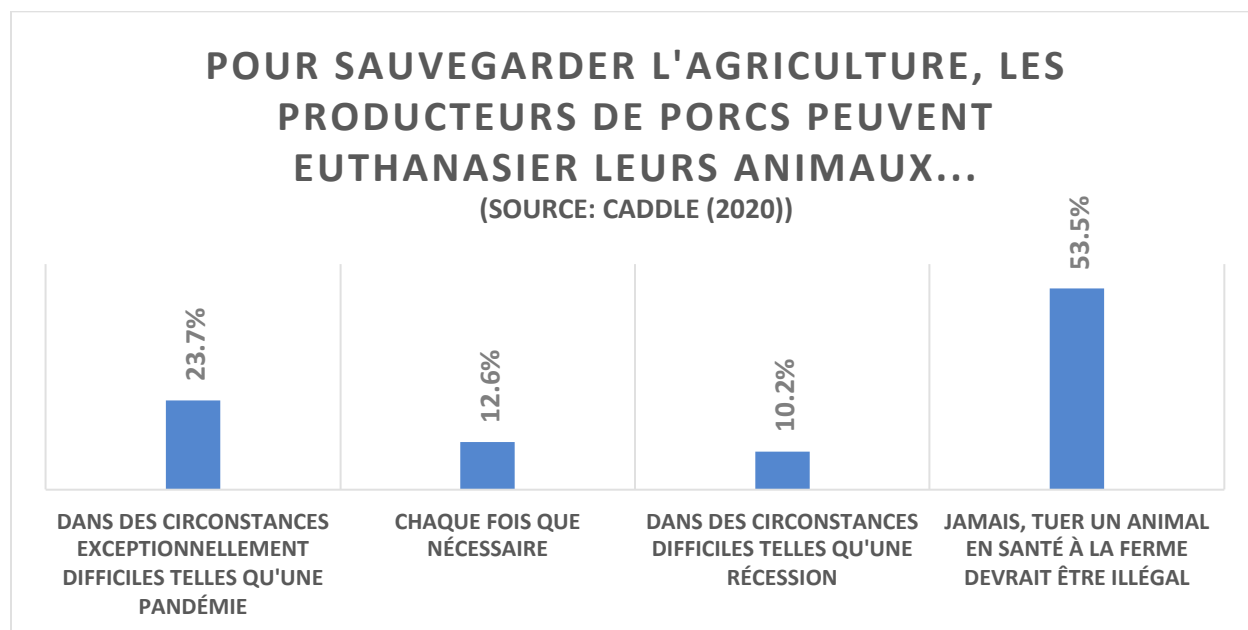 POUR SAUVEGARDER L'AGRICULTURE, LES
PRODUCTEURS DE PORCS PEUVENT
EUTHANASIER LEURS ANIMAUX...
(SOURCE: CADDLE (2020))
23.7%
12.6%
10.2%
53.5%
DANS DES CIRCONSTANCES
EXCEPTIONNELLEMENT
DIFFICILES TELLES QU'UNE
PANDÉMIE
CHAQUE FOIS QUE
NÉCESSAIRE
DANS DES CIRCONSTANCES
DIFFICILES TELLES QU'UNE
RÉCESSION
JAMAIS, TUER UN ANIMAL
EN SANTÉ À LA FERME
DEVRAIT ÊTRE ILLÉGAL